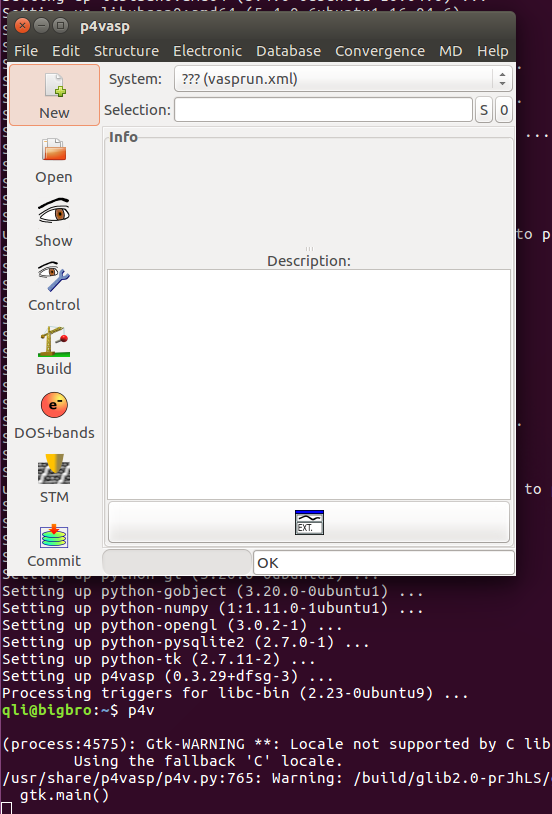 p4vasp
File Edit Structure Electronic Database Convergence MD Help
New
System: ??? (vasprun.xml)
Selection: S 0
Info
Open
Show
Description:
Control
Build
DOS+bands
STM
EXT.
Commit
OK
to p
...
to
Setting up python-gobject (3.20.0-0ubuntu1) ...
Setting up python-numpy (1:1.11.0-1ubuntu1) ...
Setting up python-opengl (3.0.2-1) ...
Setting up python-pysqlite2 (2.7.0-1) ...
Setting up python-tk (2.7.11-2) ...
Setting up p4vasp (0.3.29+dfsg-3) ...
Processing triggers for libc-bin (2.23-0ubuntu9) ...
qli@bigbro:~$ p4v
(process:4575): Gtk-WARNING **: Locale not supported by C lib
Using the fallback 'C' locale.
/usr/share/p4vasp/p4v.py:765: Warning: /build/glib2.0-prJhLS/
gtk.main()